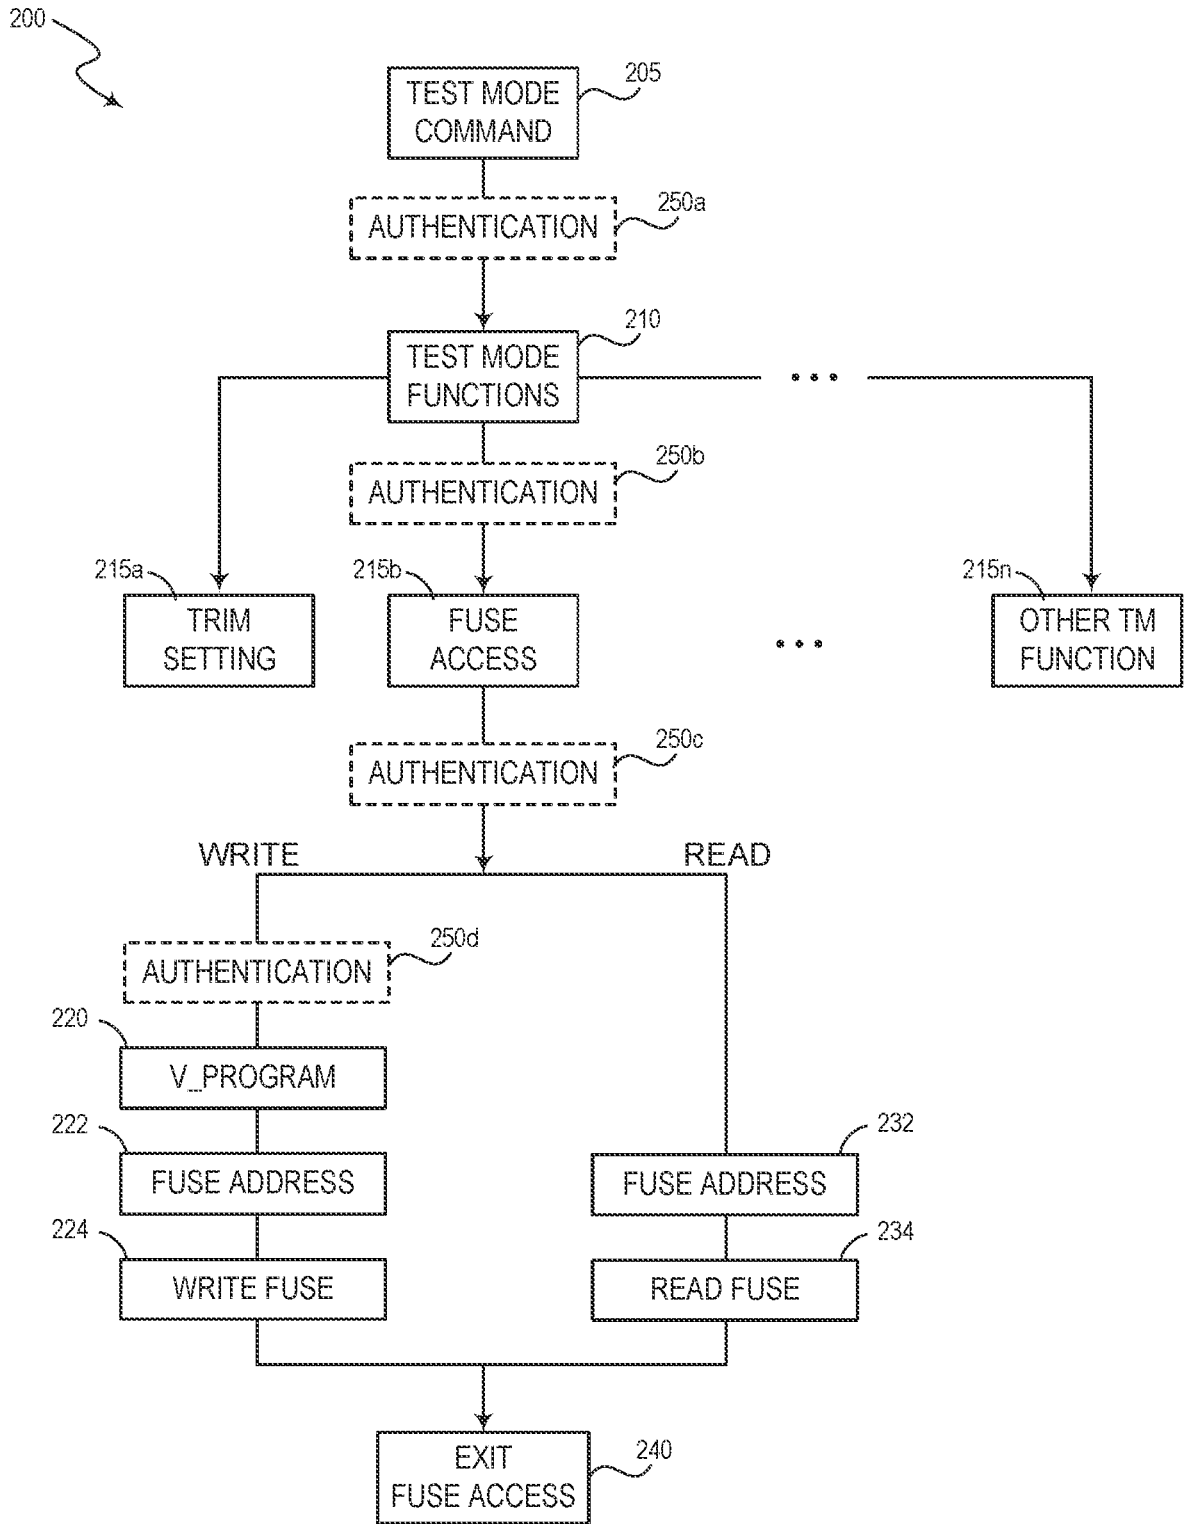 200
205
TEST MODE
COMMAND
250a
AUTHENTICATION
210
TEST MODE
FUNCTIONS
250b
AUTHENTICATION
215a
TRIM
SETTING
215b
FUSE
ACCESS
215n
OTHER TM
FUNCTION
250c
AUTHENTICATION
WRITE
READ
250d
AUTHENTICATION
220
V_PROGRAM
222
FUSE ADDRESS
232
FUSE ADDRESS
224
WRITE FUSE
234
READ FUSE
EXIT
FUSE ACCESS
240